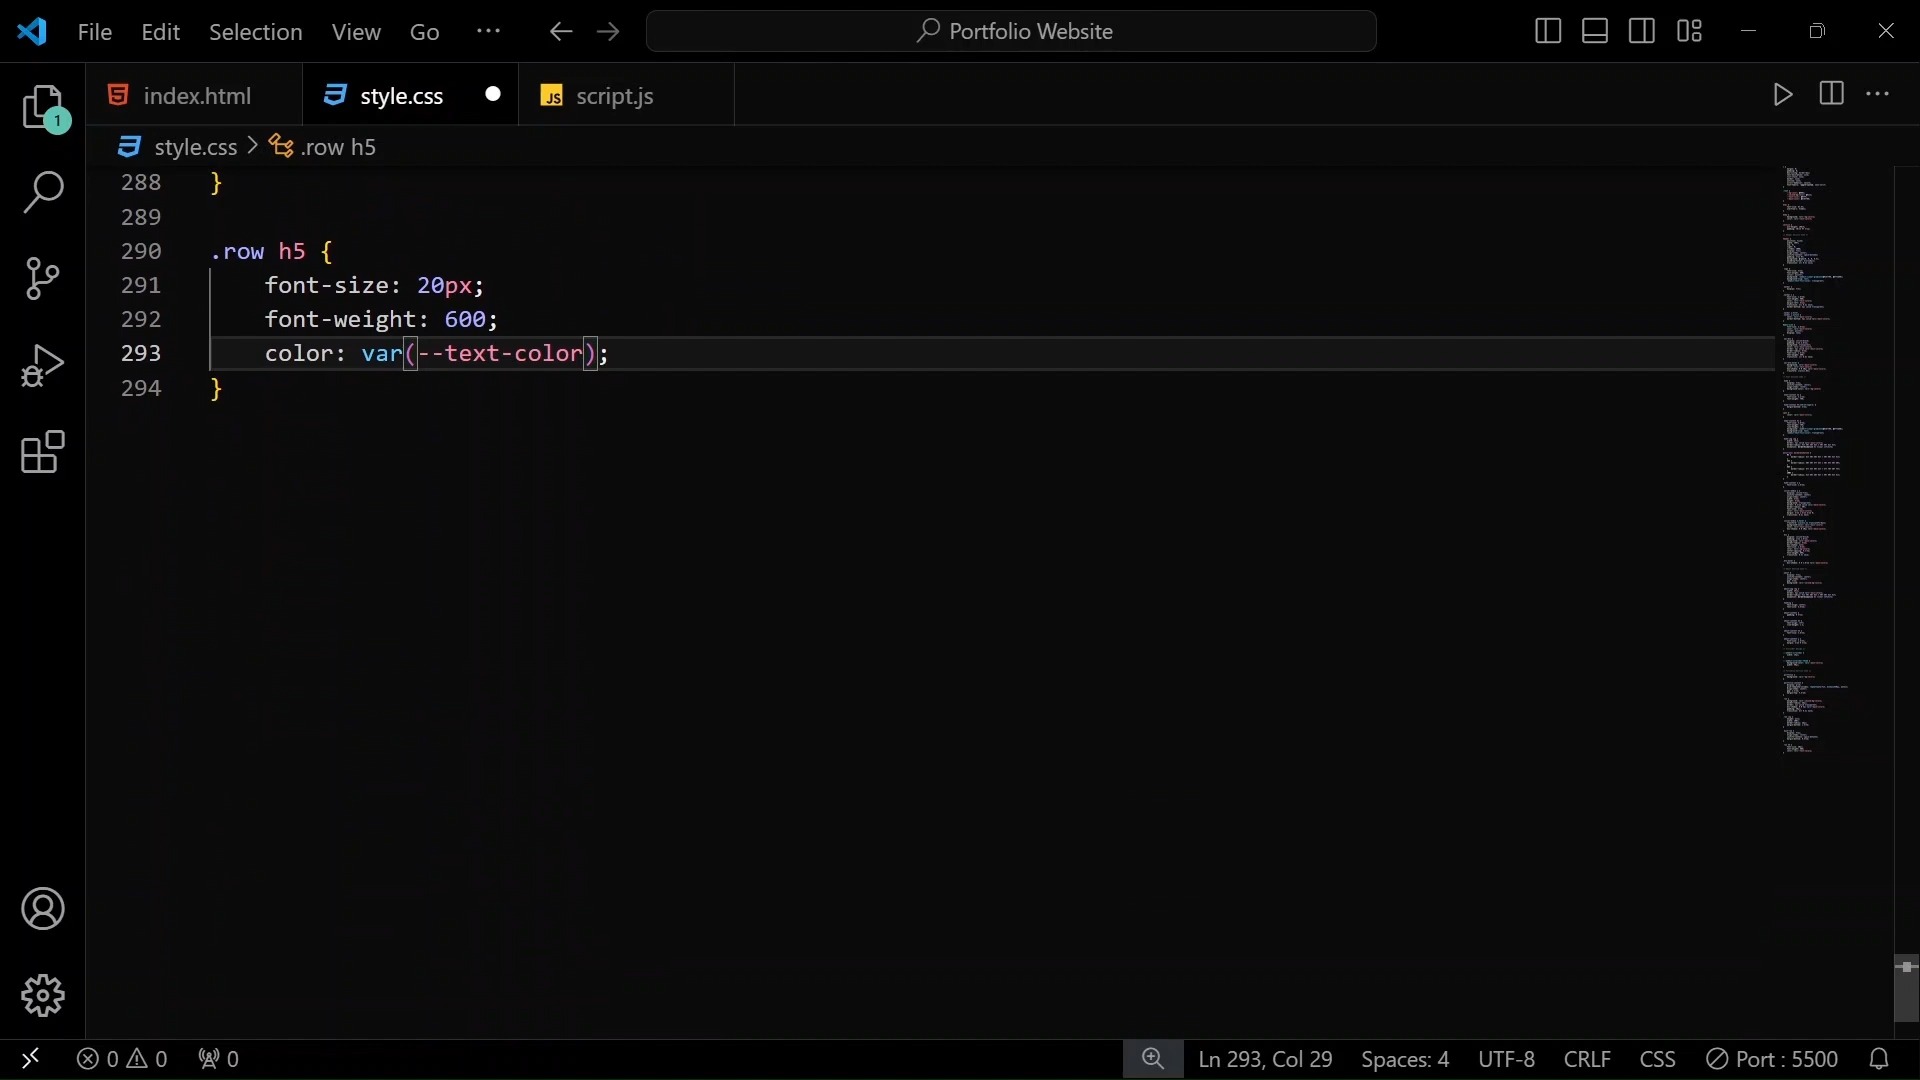 File Edit Selection View Go ··· Portfolio Website
index.html style.css JS script.js
1
style.css > .row h5
288 }
289
290 .row h5 {
291 font-size: 20px;
292 font-weight: 600;
293 color: var(--text-color);
294 }
0 0 0 Ln 293, Col 29 Spaces: 4 UTF-8 CRLF CSS Port : 5500